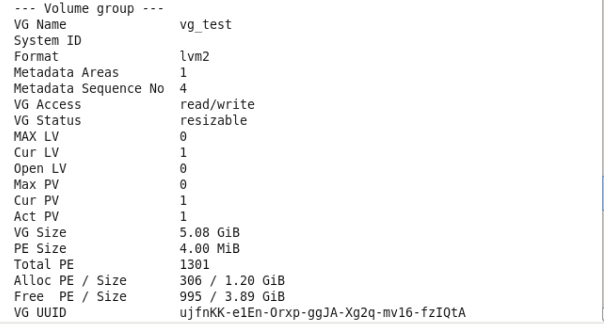 --- Volume group ---
VG Name vg_test
System ID
Format lvm2
Metadata Areas 1
Metadata Sequence No 4
VG Access read/write
VG Status resizable
MAX LV 0
Cur LV 1
Open LV 0
Max PV 0
Cur PV 1
Act PV 1
VG Size 5.08 GiB
PE Size 4.00 MiB
Total PE 1301
Alloc PE / Size 306 / 1.20 GiB
Free PE / Size 995 / 3.89 GiB
VG UUID ujfnKK-e1En-Orxp-ggJA-Xg2q-mv16-fzIQtA